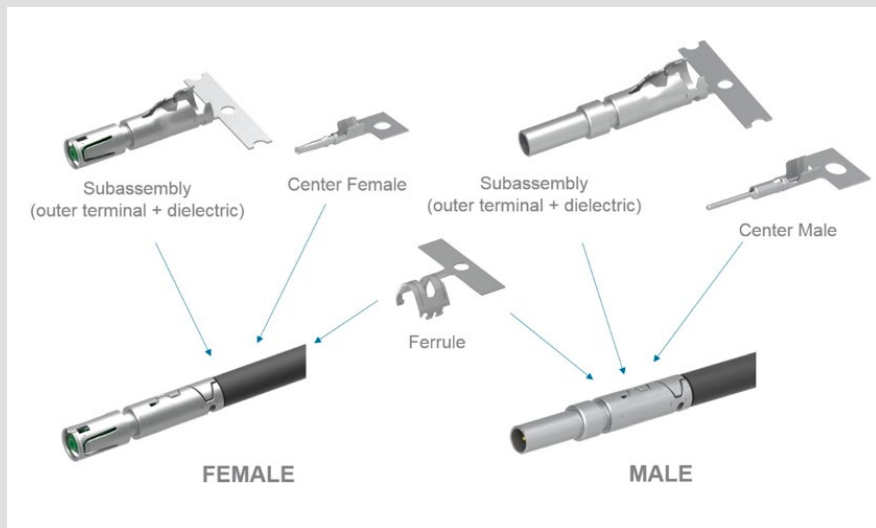 Subassembly
(outer terminal + dielectric)
Center Female
Subassembly
(outer terminal + dielectric)
Center Male
Ferrule
FEMALE
MALE